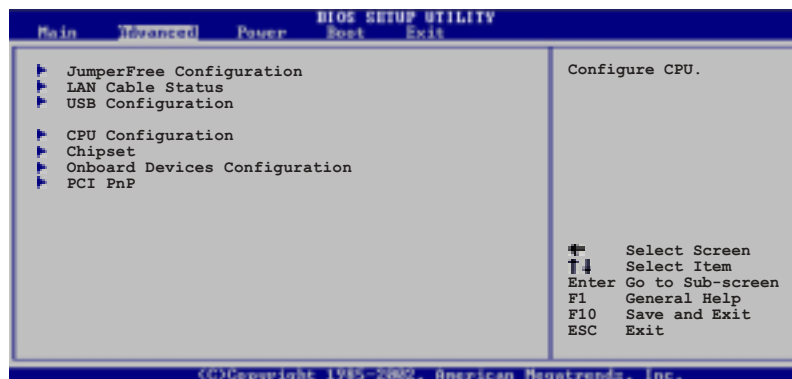 BIOS SETUP UTILITY
Main Advanced Power Boot Exit
JumperFree Configuration
LAN Cable Status
USB Configuration
CPU Configuration
Chipset
Onboard Devices Configuration
PCI PnP
Configure CPU.
Select Screen
↑↓ Select Item
Enter Go to Sub-screen
F1 General Help
F10 Save and Exit
ESC Exit
(C)Copyright 1985-2002, American Megatrends, Inc.